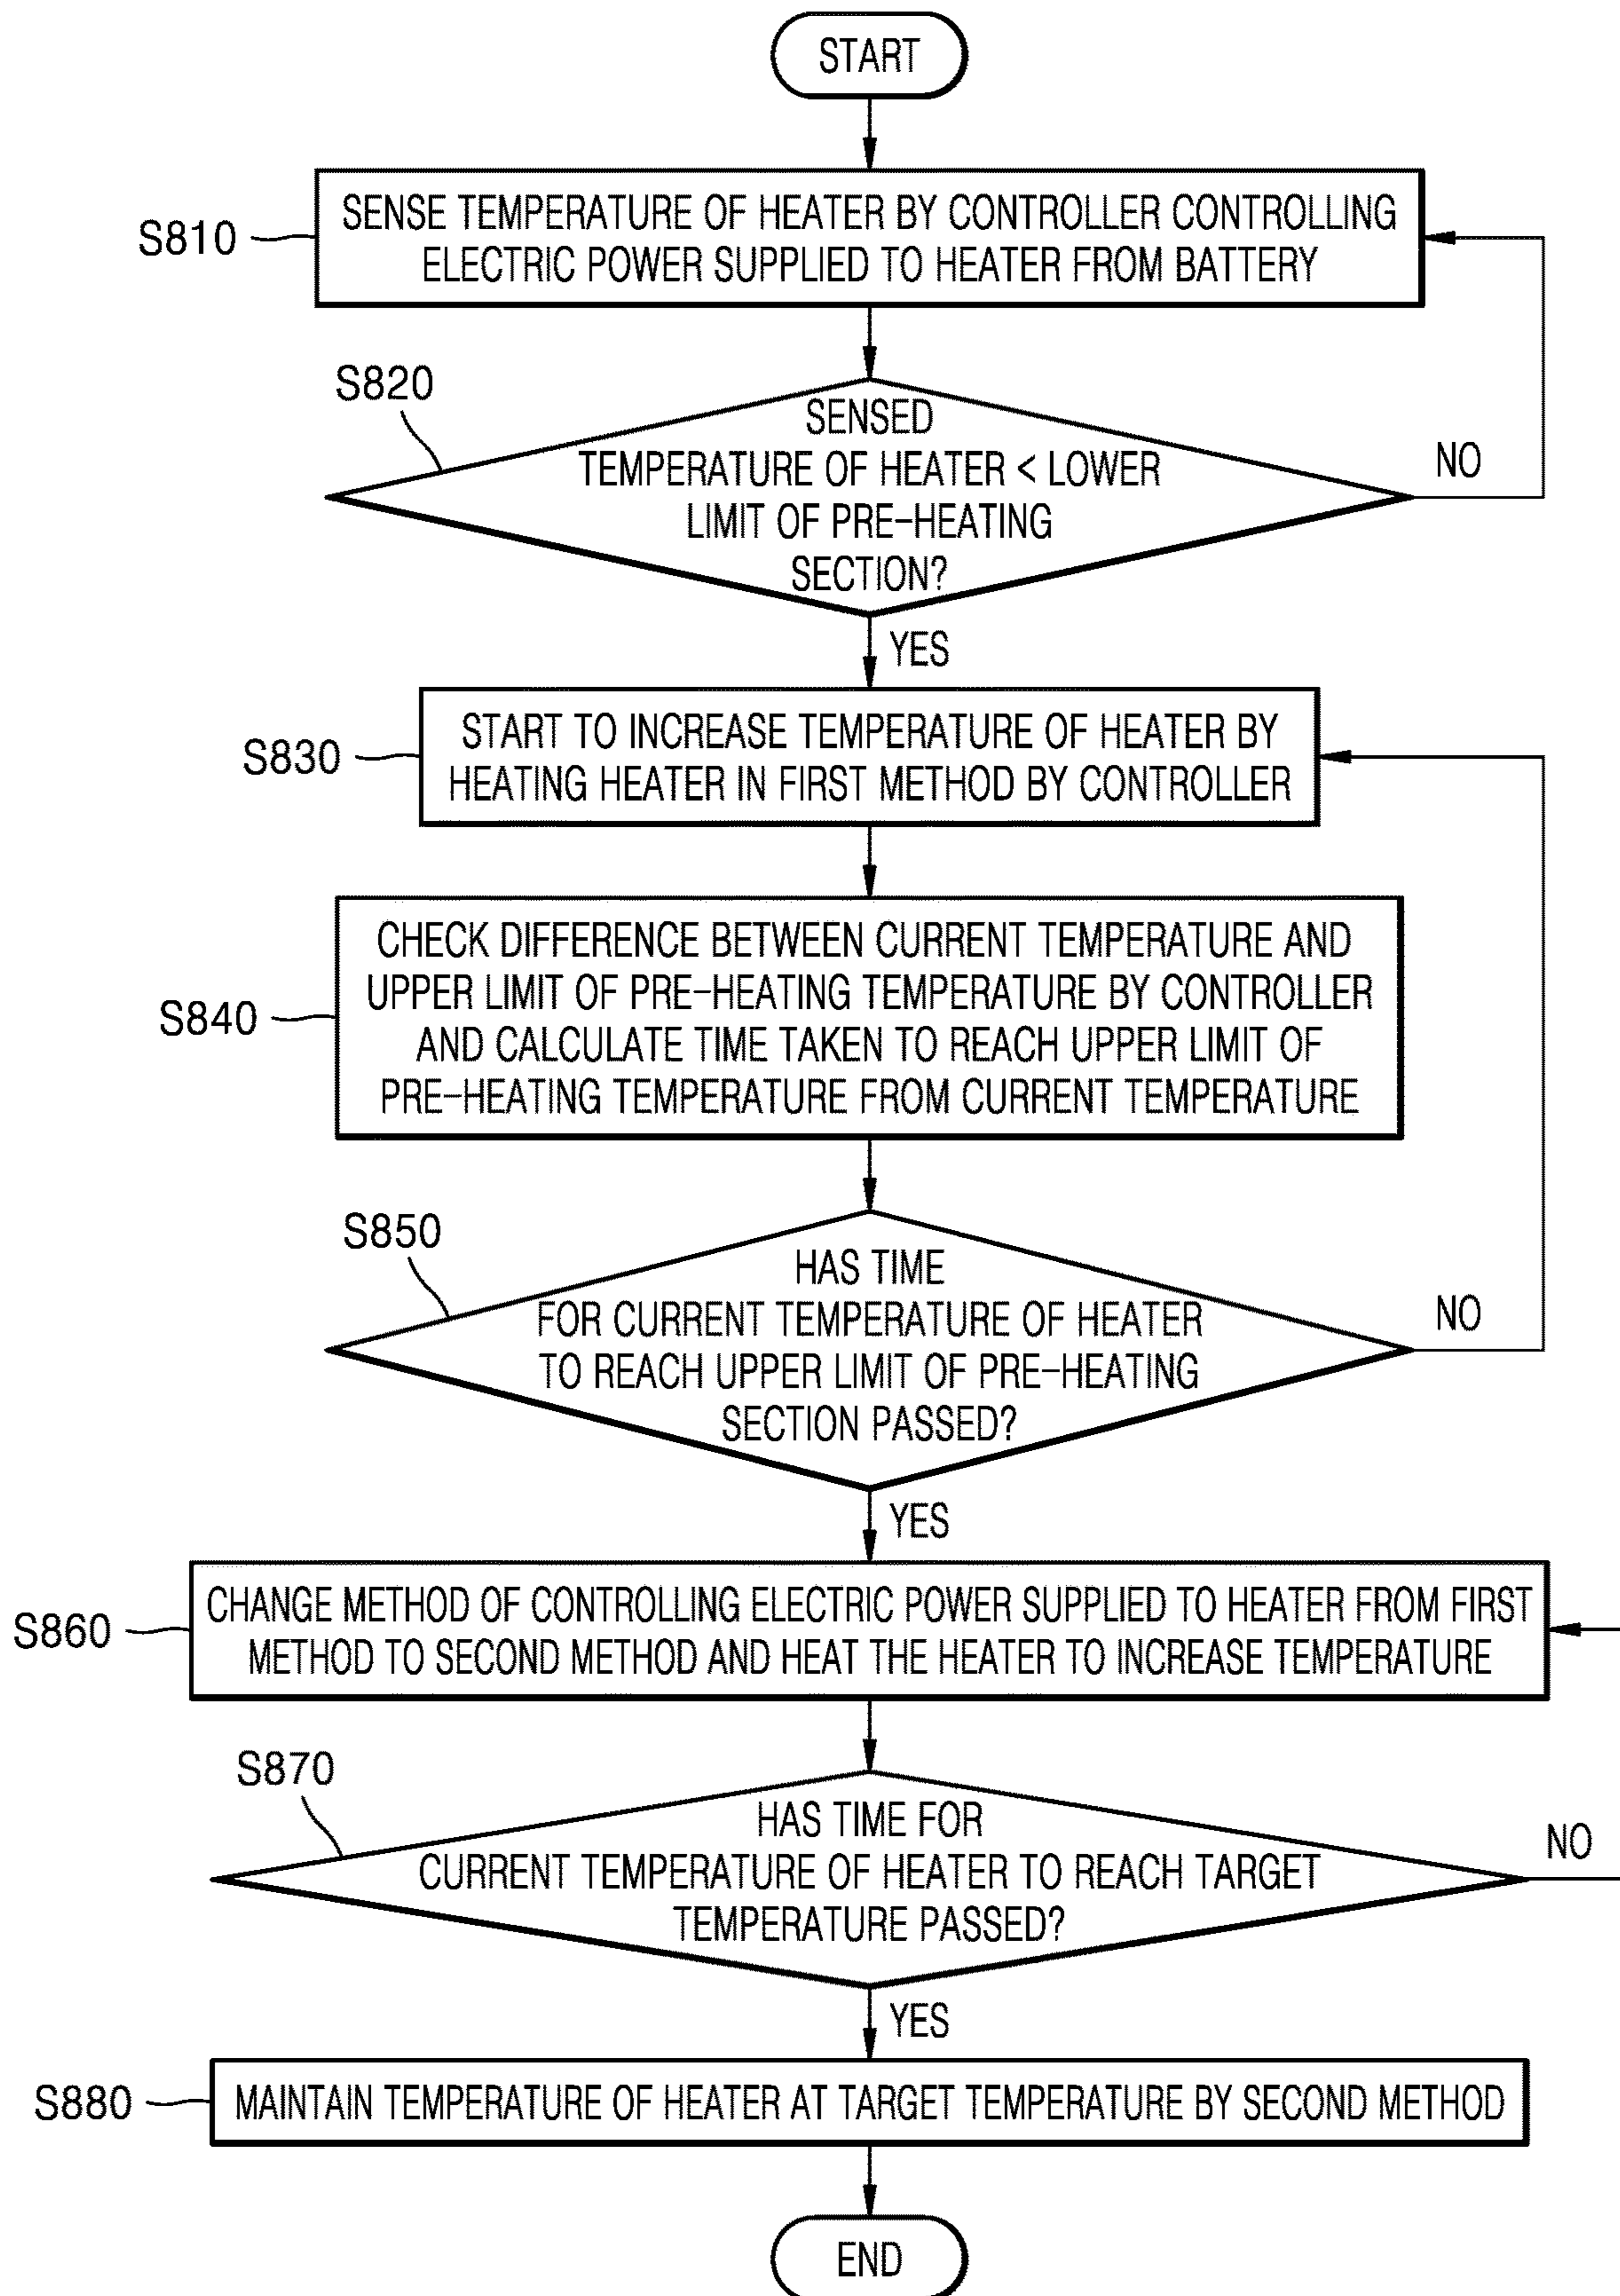 START
S810
SENSE TEMPERATURE OF HEATER BY CONTROLLER CONTROLLING
ELECTRIC POWER SUPPLIED TO HEATER FROM BATTERY
S820
SENSED
TEMPERATURE OF HEATER < LOWER
LIMIT OF PRE-HEATING
SECTION?
NO
YES
S830
START TO INCREASE TEMPERATURE OF HEATER BY
HEATING HEATER IN FIRST METHOD BY CONTROLLER
S840
CHECK DIFFERENCE BETWEEN CURRENT TEMPERATURE AND
UPPER LIMIT OF PRE-HEATING TEMPERATURE BY CONTROLLER
AND CALCULATE TIME TAKEN TO REACH UPPER LIMIT OF
PRE-HEATING TEMPERATURE FROM CURRENT TEMPERATURE
S850
HAS TIME
FOR CURRENT TEMPERATURE OF HEATER
TO REACH UPPER LIMIT OF PRE-HEATING
SECTION PASSED?
NO
YES
S860
CHANGE METHOD OF CONTROLLING ELECTRIC POWER SUPPLIED TO HEATER FROM FIRST
METHOD TO SECOND METHOD AND HEAT THE HEATER TO INCREASE TEMPERATURE
S870
HAS TIME FOR
CURRENT TEMPERATURE OF HEATER TO REACH TARGET
TEMPERATURE PASSED?
NO
YES
S880
MAINTAIN TEMPERATURE OF HEATER AT TARGET TEMPERATURE BY SECOND METHOD
END